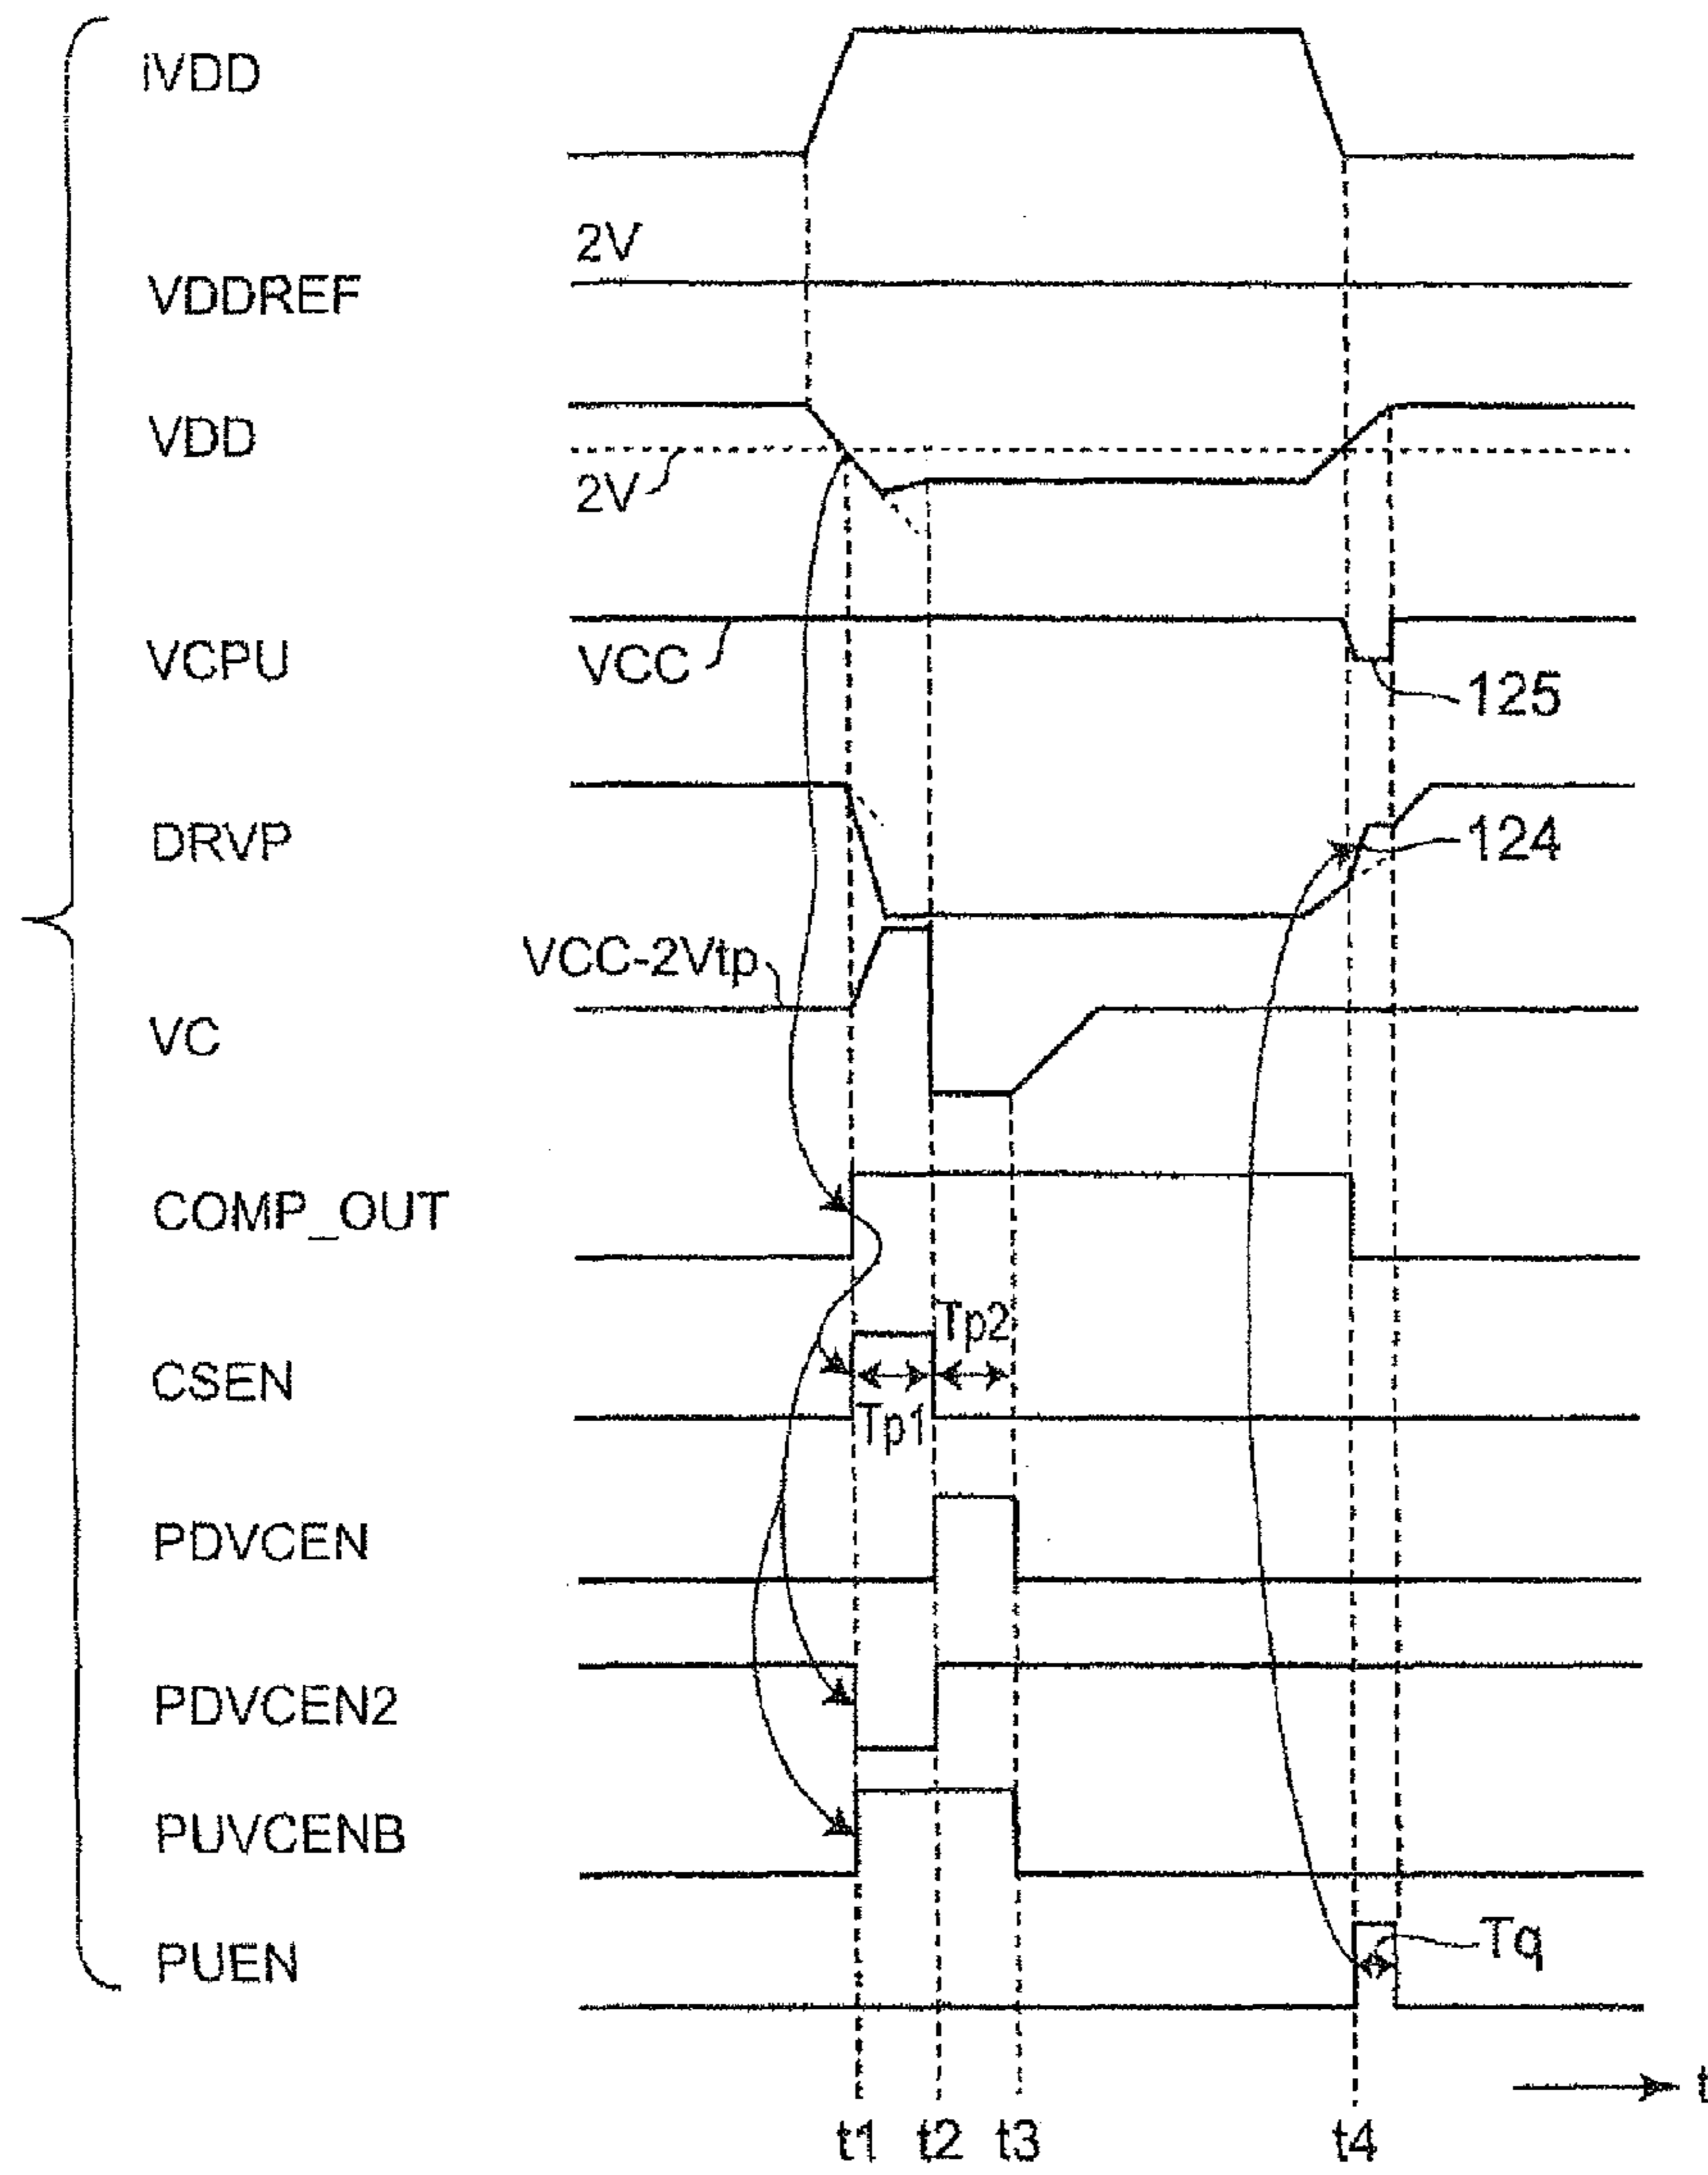 iVDD
2V
VDDREF
VDD
2V
VCPU
VCC
125
DRVP
124
VCC-2Vtp
VC
COMP_OUT
Tp2
CSEN
Tp1
PDVCEN
PDVCEN2
PUVCENB
PUEN
Tq
t
t1 t2 t3 t4